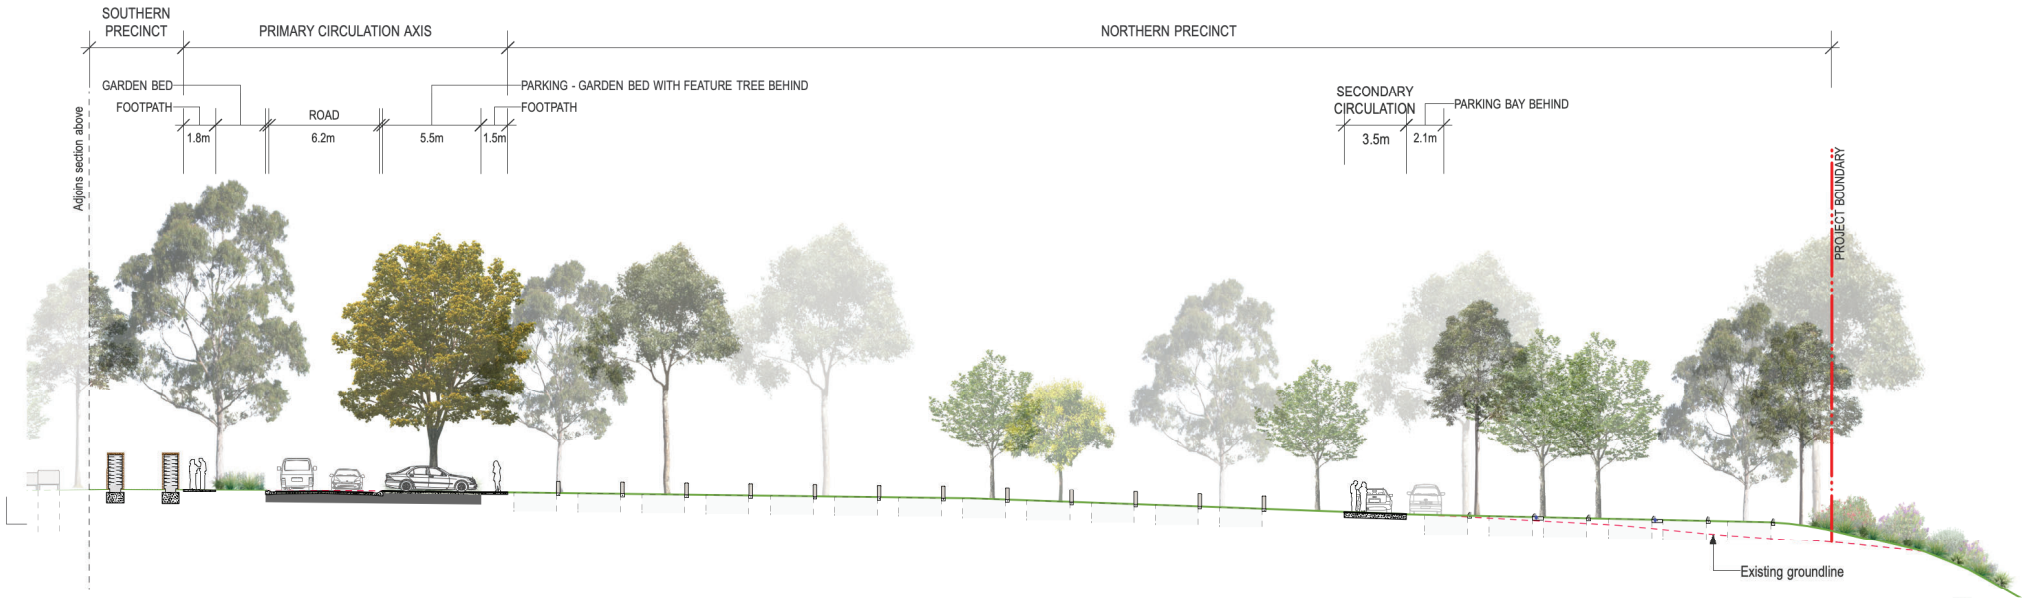 SOUTHERN
PRECINCT
PRIMARY CIRCULATION AXIS
NORTHERN PRECINCT
GARDEN BED
PARKING - GARDEN BED WITH FEATURE TREE BEHIND
FOOTPATH
ROAD
FOOTPATH
1.8m
6.2m
5.5m
1.5m
SECONDARY
CIRCULATION
PARKING BAY BEHIND
3.5m
2.1m
Adjoins section above
PROJECT BOUNDARY
Existing groundline